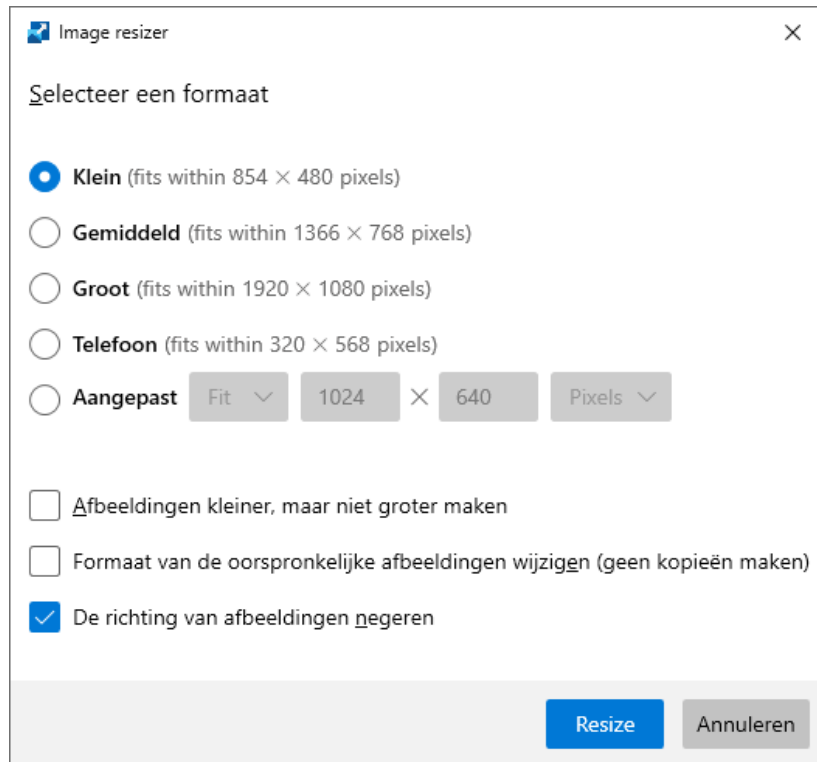 Image resizer
Selecteer een formaat
Klein (fits within 854 × 480 pixels)
Gemiddeld (fits within 1366 × 768 pixels)
Groot (fits within 1920 × 1080 pixels)
Telefoon (fits within 320 × 568 pixels)
Aangepast Fit 1024 × 640 Pixels
Afbeeldingen kleiner, maar niet groter maken
Formaat van de oorspronkelijke afbeeldingen wijzigen (geen kopieën maken)
De richting van afbeeldingen negeren
Resize Annuleren